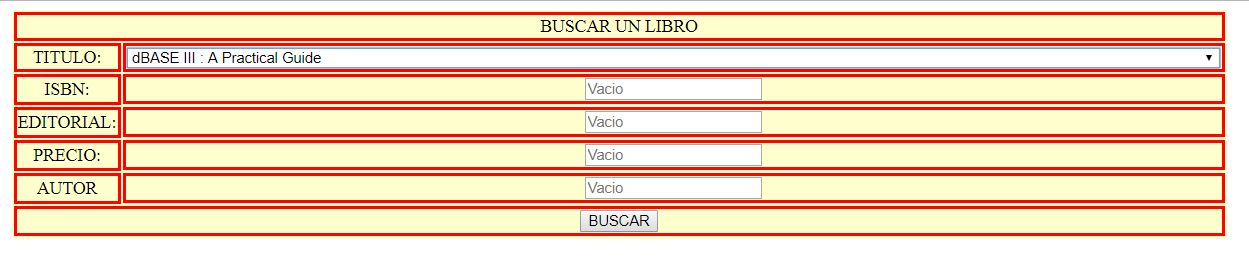 BUSCAR UN LIBRO
TITULO: dBASE III : A Practical Guide
ISBN: Vacio
EDITORIAL: Vacio
PRECIO: Vacio
AUTOR Vacio
BUSCAR